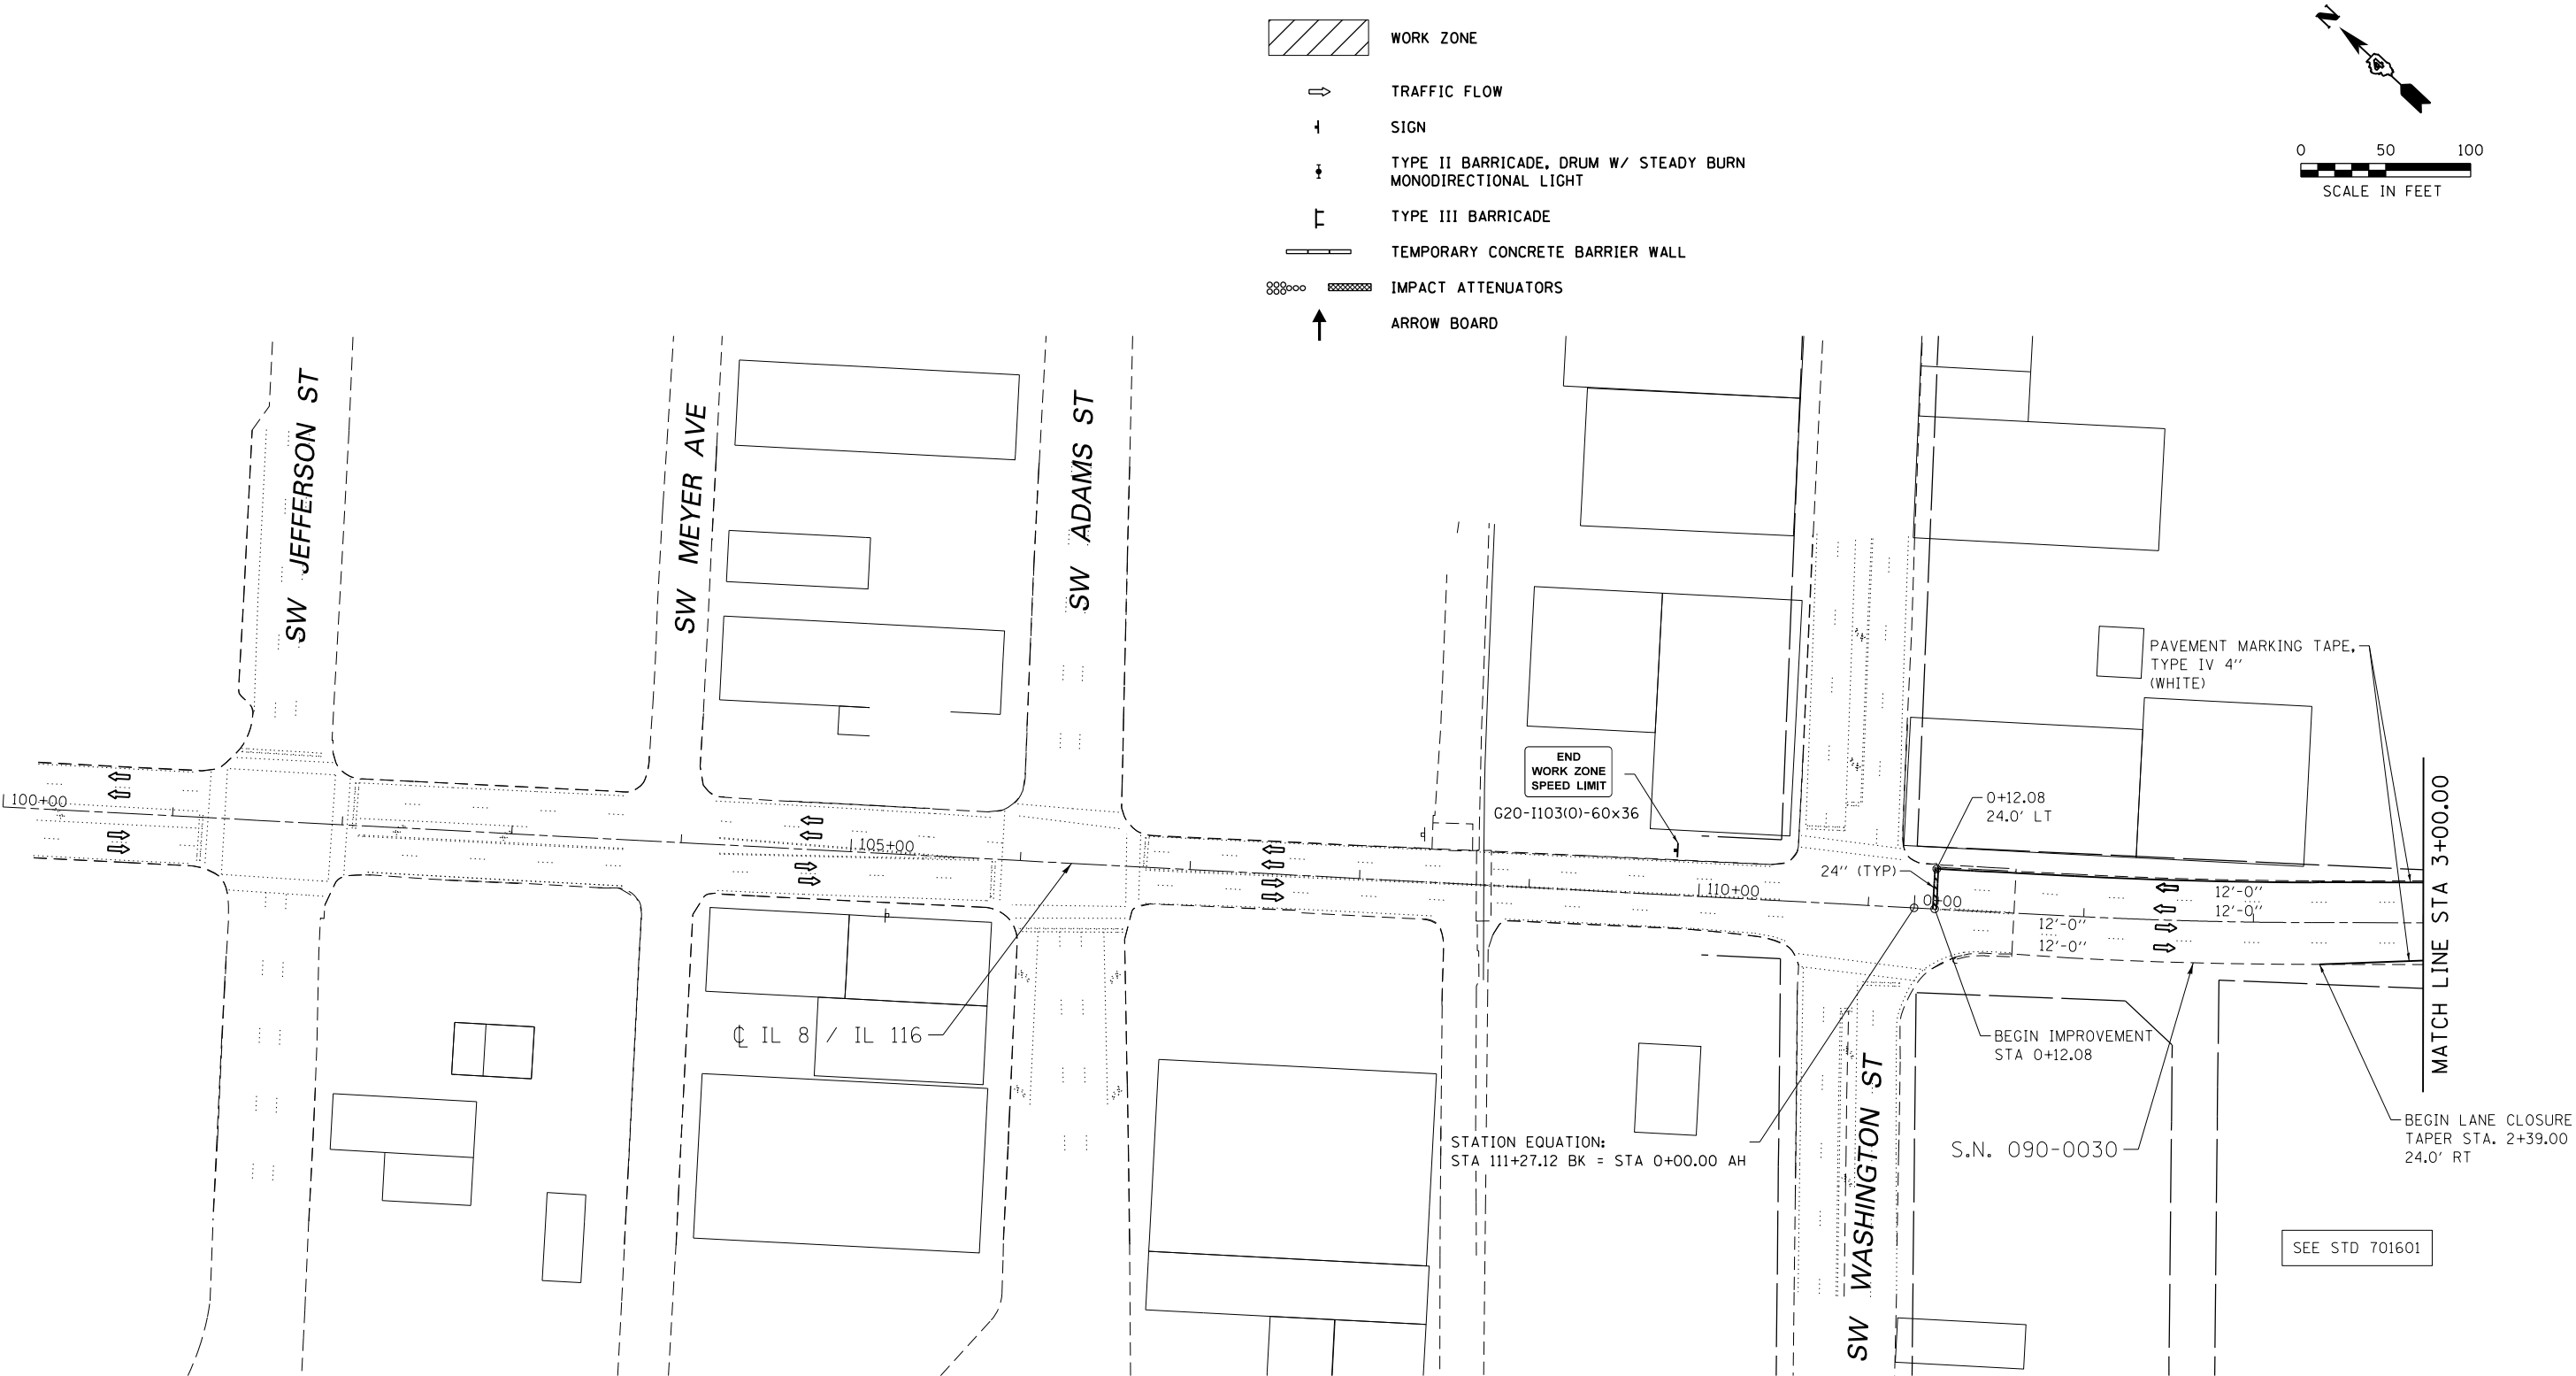 WORK ZONE
TRAFFIC FLOW
SIGN
TYPE II BARRICADE, DRUM W/ STEADY BURN
MONODIRECTIONAL LIGHT
TYPE III BARRICADE
TEMPORARY CONCRETE BARRIER WALL
IMPACT ATTENUATORS
ARROW BOARD
N
4
0 50 100
SCALE IN FEET
SW JEFFERSON ST
SW MEYER AVE
SW ADAMS ST
PAVEMENT MARKING TAPE,
TYPE IV 4''
(WHITE)
END
WORK ZONE
SPEED LIMIT
G20-I103(0)-60x36
0+12.08
24.0' LT
24'' (TYP)
100+00
105+00
110+00
0+00
12'-0''
12'-0''
12'-0''
12'-0''
MATCH LINE STA 3+00.00
℄ IL 8 / IL 116
BEGIN IMPROVEMENT
STA 0+12.08
STATION EQUATION:
STA 111+27.12 BK = STA 0+00.00 AH
SW WASHINGTON ST
S.N. 090-0030
BEGIN LANE CLOSURE
TAPER STA. 2+39.00
24.0' RT
SEE STD 701601